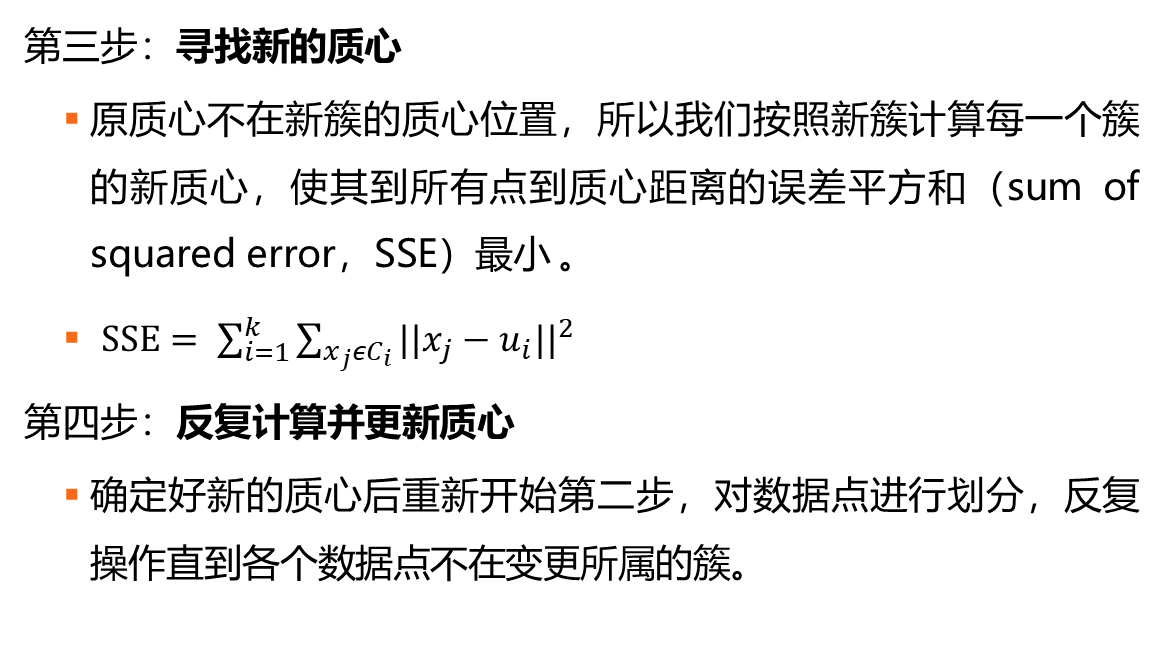 第三步：寻找新的质心
▪ 原质心不在新簇的质心位置，所以我们按照新簇计算每一个簇
的新质心，使其到所有点到质心距离的误差平方和（sum of
squared error，SSE）最小 。
▪ SSE = ∑_{i=1}^{k} ∑_{x_jϵC_i} ||x_j − u_i||²
第四步：反复计算并更新质心
▪ 确定好新的质心后重新开始第二步，对数据点进行划分，反复
操作直到各个数据点不在变更所属的簇。